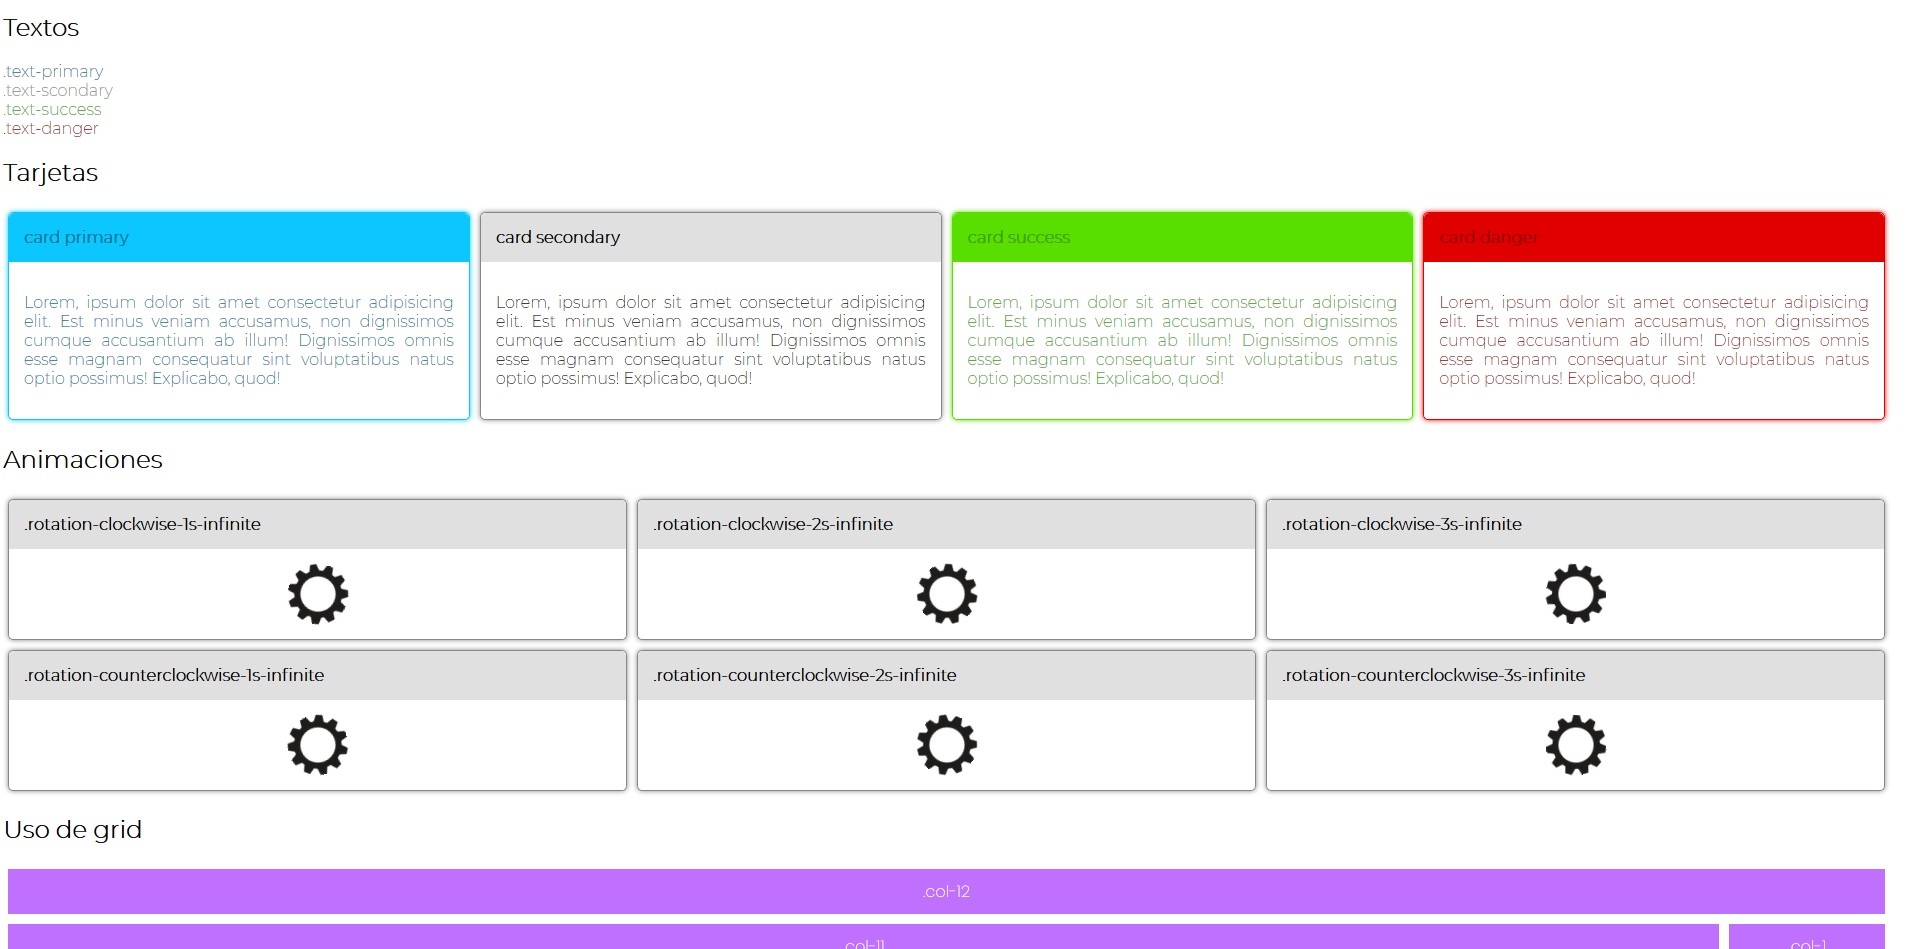 Textos
.text-primary
.text-scondary
.text-success
.text-danger
Tarjetas
card primary
Lorem, ipsum dolor sit amet consectetur adipisicing
elit. Est minus veniam accusamus, non dignissimos
cumque accusantium ab illum! Dignissimos omnis
esse magnam consequatur sint voluptatibus natus
optio possimus! Explicabo, quod!
card secondary
Lorem, ipsum dolor sit amet consectetur adipisicing
elit. Est minus veniam accusamus, non dignissimos
cumque accusantium ab illum! Dignissimos omnis
esse magnam consequatur sint voluptatibus natus
optio possimus! Explicabo, quod!
card success
Lorem, ipsum dolor sit amet consectetur adipisicing
elit. Est minus veniam accusamus, non dignissimos
cumque accusantium ab illum! Dignissimos omnis
esse magnam consequatur sint voluptatibus natus
optio possimus! Explicabo, quod!
card danger
Lorem, ipsum dolor sit amet consectetur adipisicing
elit. Est minus veniam accusamus, non dignissimos
cumque accusantium ab illum! Dignissimos omnis
esse magnam consequatur sint voluptatibus natus
optio possimus! Explicabo, quod!
Animaciones
.rotation-clockwise-1s-infinite
.rotation-clockwise-2s-infinite
.rotation-clockwise-3s-infinite
.rotation-counterclockwise-1s-infinite
.rotation-counterclockwise-2s-infinite
.rotation-counterclockwise-3s-infinite
Uso de grid
.col-12
.col-11
.col-1